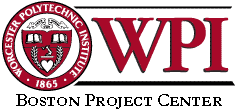 WORCESTER POLYTECHNIC INSTITUTE
1865
WPI
BOSTON PROJECT CENTER